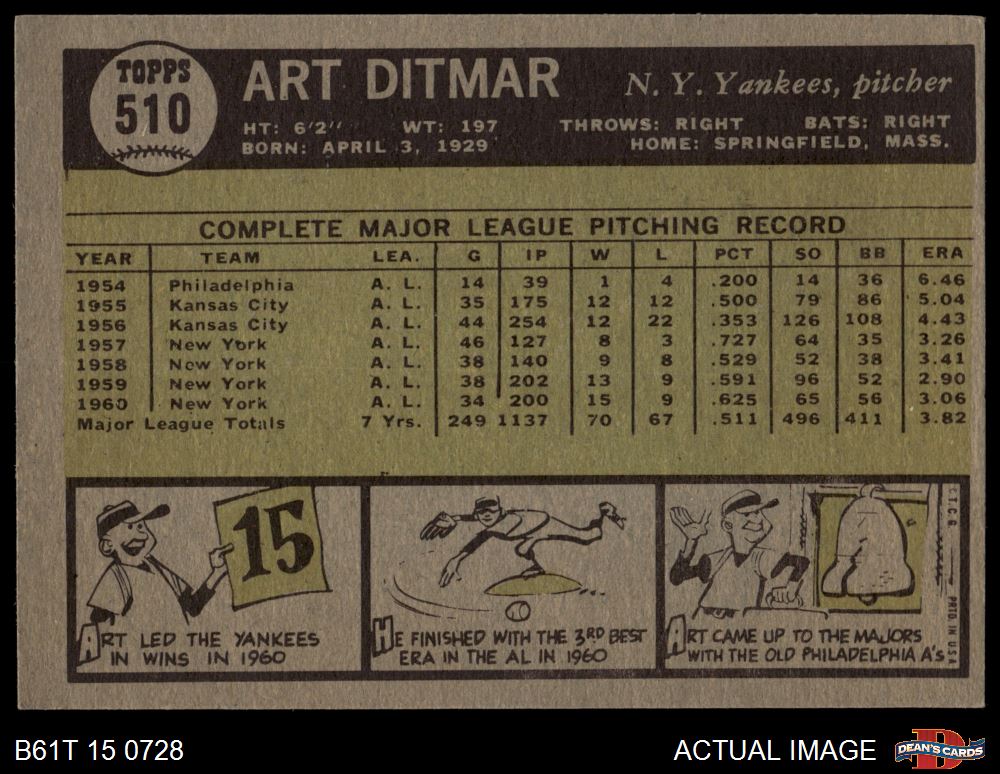 TOPPS
510
ART DITMAR
N. Y. Yankees, pitcher
HT: 6'2" WT: 197 THROWS: RIGHT BATS: RIGHT
BORN: APRIL 3, 1929 HOME: SPRINGFIELD, MASS.
COMPLETE MAJOR LEAGUE PITCHING RECORD
YEAR TEAM LEA. G IP W L PCT SO BB ERA
1954 Philadelphia A. L. 14 39 1 4 .200 14 36 6.46
1955 Kansas City A. L. 35 175 12 12 .500 79 86 5.04
1956 Kansas City A. L. 44 254 12 22 .353 126 108 4.43
1957 New York A. L. 46 127 8 3 .727 64 35 3.26
1958 New York A. L. 38 140 9 8 .529 52 38 3.41
1959 New York A. L. 38 202 13 9 .591 96 52 2.90
1960 New York A. L. 34 200 15 9 .625 65 56 3.06
Major League Totals 7 Yrs. 249 1137 70 67 .511 496 411 3.82
15
ART LED THE YANKEES
IN WINS IN 1960
HE FINISHED WITH THE 3RD BEST
ERA IN THE AL IN 1960
ART CAME UP TO THE MAJORS
WITH THE OLD PHILADELPHIA A's
© T. C. G.
PRTD. IN U.S.A.
B61T 15 0728
ACTUAL IMAGE
D
DEAN'S CARDS